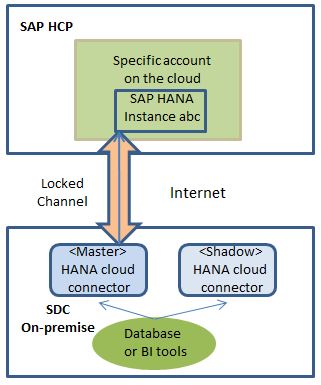 SAP HCP
Specific account
on the cloud
SAP HANA
Instance abc
Locked
Channel
Internet
<Master>
HANA cloud
connector
<Shadow>
HANA cloud
connector
SDC
On-premise
Database
or BI tools